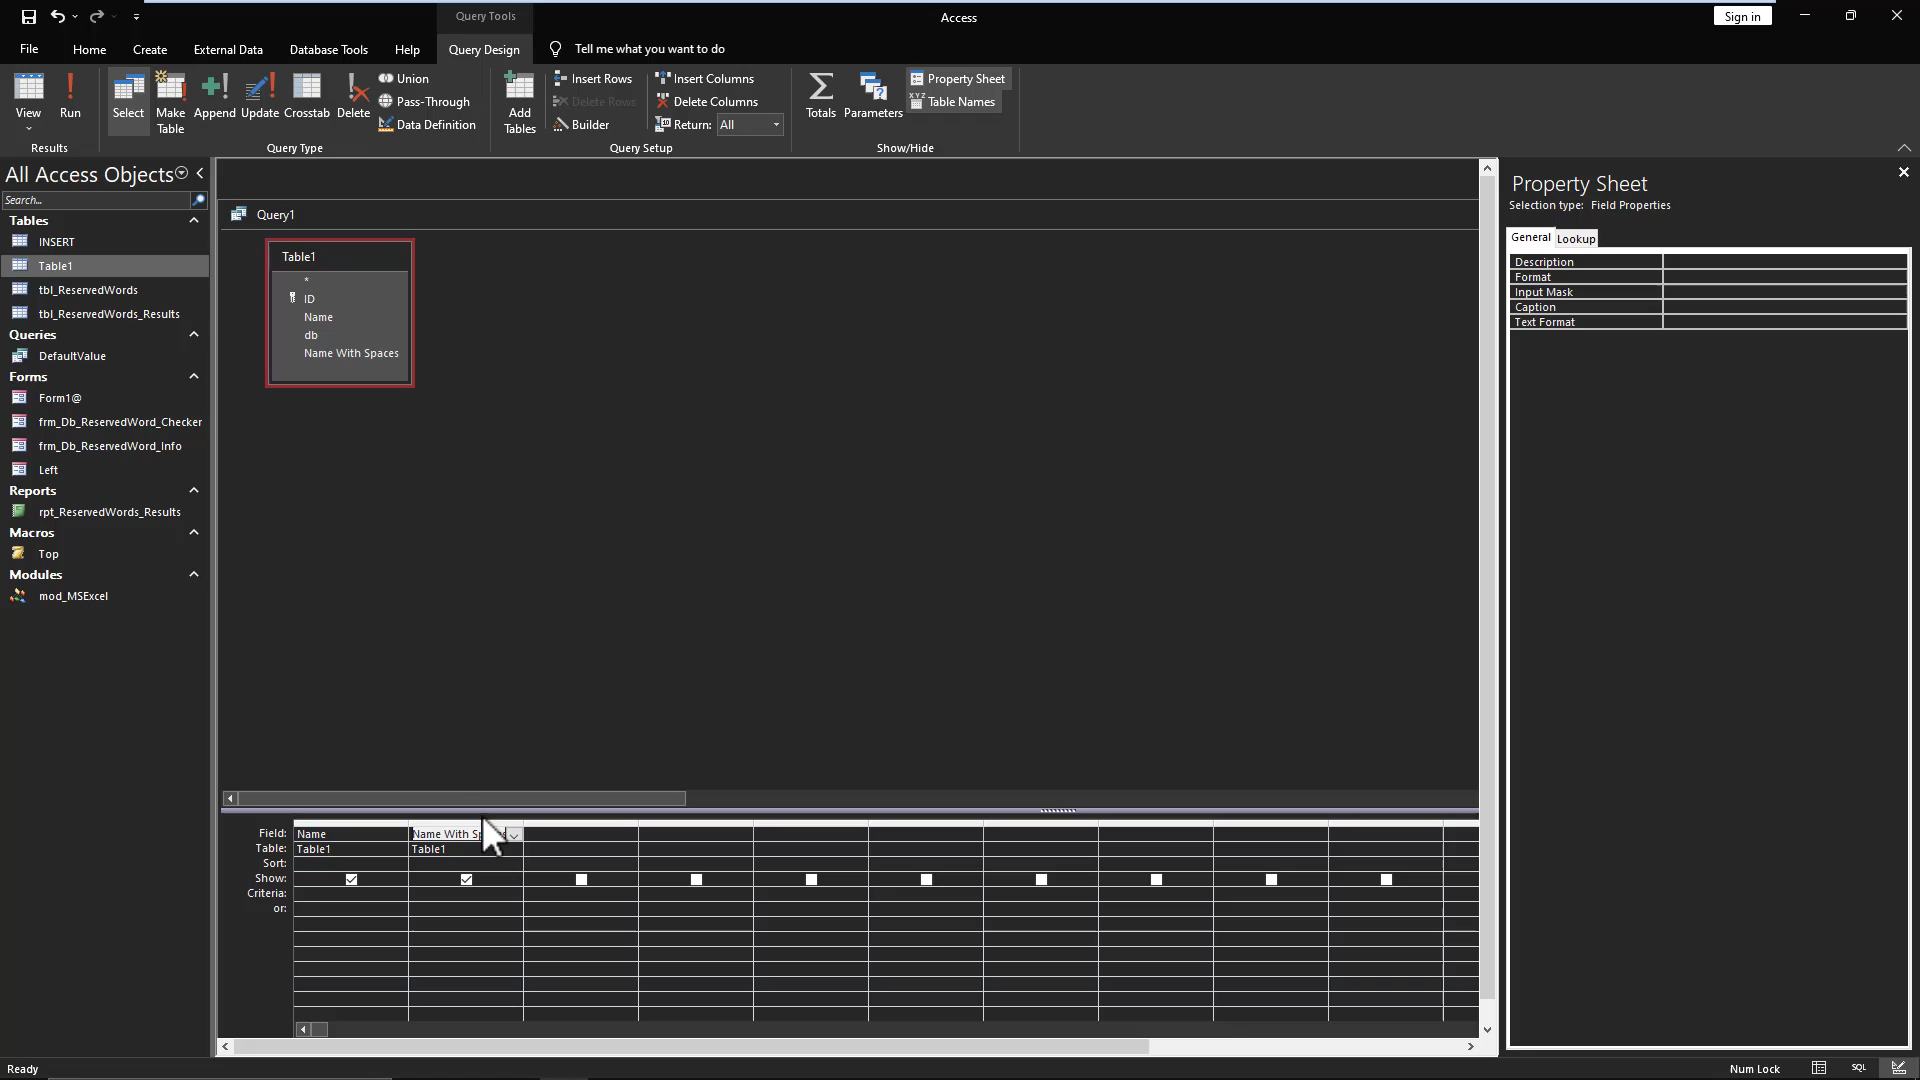 Query Tools
Access
Sign in
File
Home
Create
External Data
Database Tools
Help
Query Design
Tell me what you want to do
View
Run
Select
Make Table
Append
Update
Crosstab
Delete
Union
Pass-Through
Data Definition
Add Tables
Insert Rows
Delete Rows
Builder
Insert Columns
Delete Columns
Return: All
Totals
Parameters
Property Sheet
XYZ
Table Names
Results
Query Type
Query Setup
Show/Hide
All Access Objects
Search...
Tables
INSERT
Table1
tbl_ReservedWords
tbl_ReservedWords_Results
Queries
DefaultValue
Forms
Form1@
frm_Db_ReservedWord_Checker
frm_Db_ReservedWord_Info
Left
Reports
rpt_ReservedWords_Results
Macros
Top
Modules
mod_MSExcel
Query1
Table1
*
ID
Name
db
Name With Spaces
Field: Name Name With
Table: Table1 Table1
Sort:
Show:
Criteria:
or:
Property Sheet
Selection type: Field Properties
General
Lookup
Description
Format
Input Mask
Caption
Text Format
Ready
Num Lock
SQL